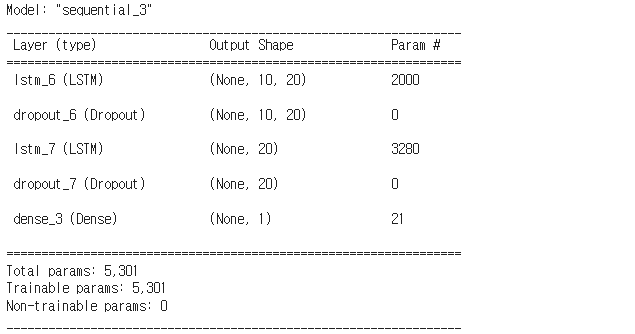 Model: "sequential_3"
_________________________________________________________________
Layer (type) Output Shape Param #
=================================================================
lstm_6 (LSTM) (None, 10, 20) 2000
dropout_6 (Dropout) (None, 10, 20) 0
lstm_7 (LSTM) (None, 20) 3280
dropout_7 (Dropout) (None, 20) 0
dense_3 (Dense) (None, 1) 21
=================================================================
Total params: 5,301
Trainable params: 5,301
Non-trainable params: 0
_________________________________________________________________